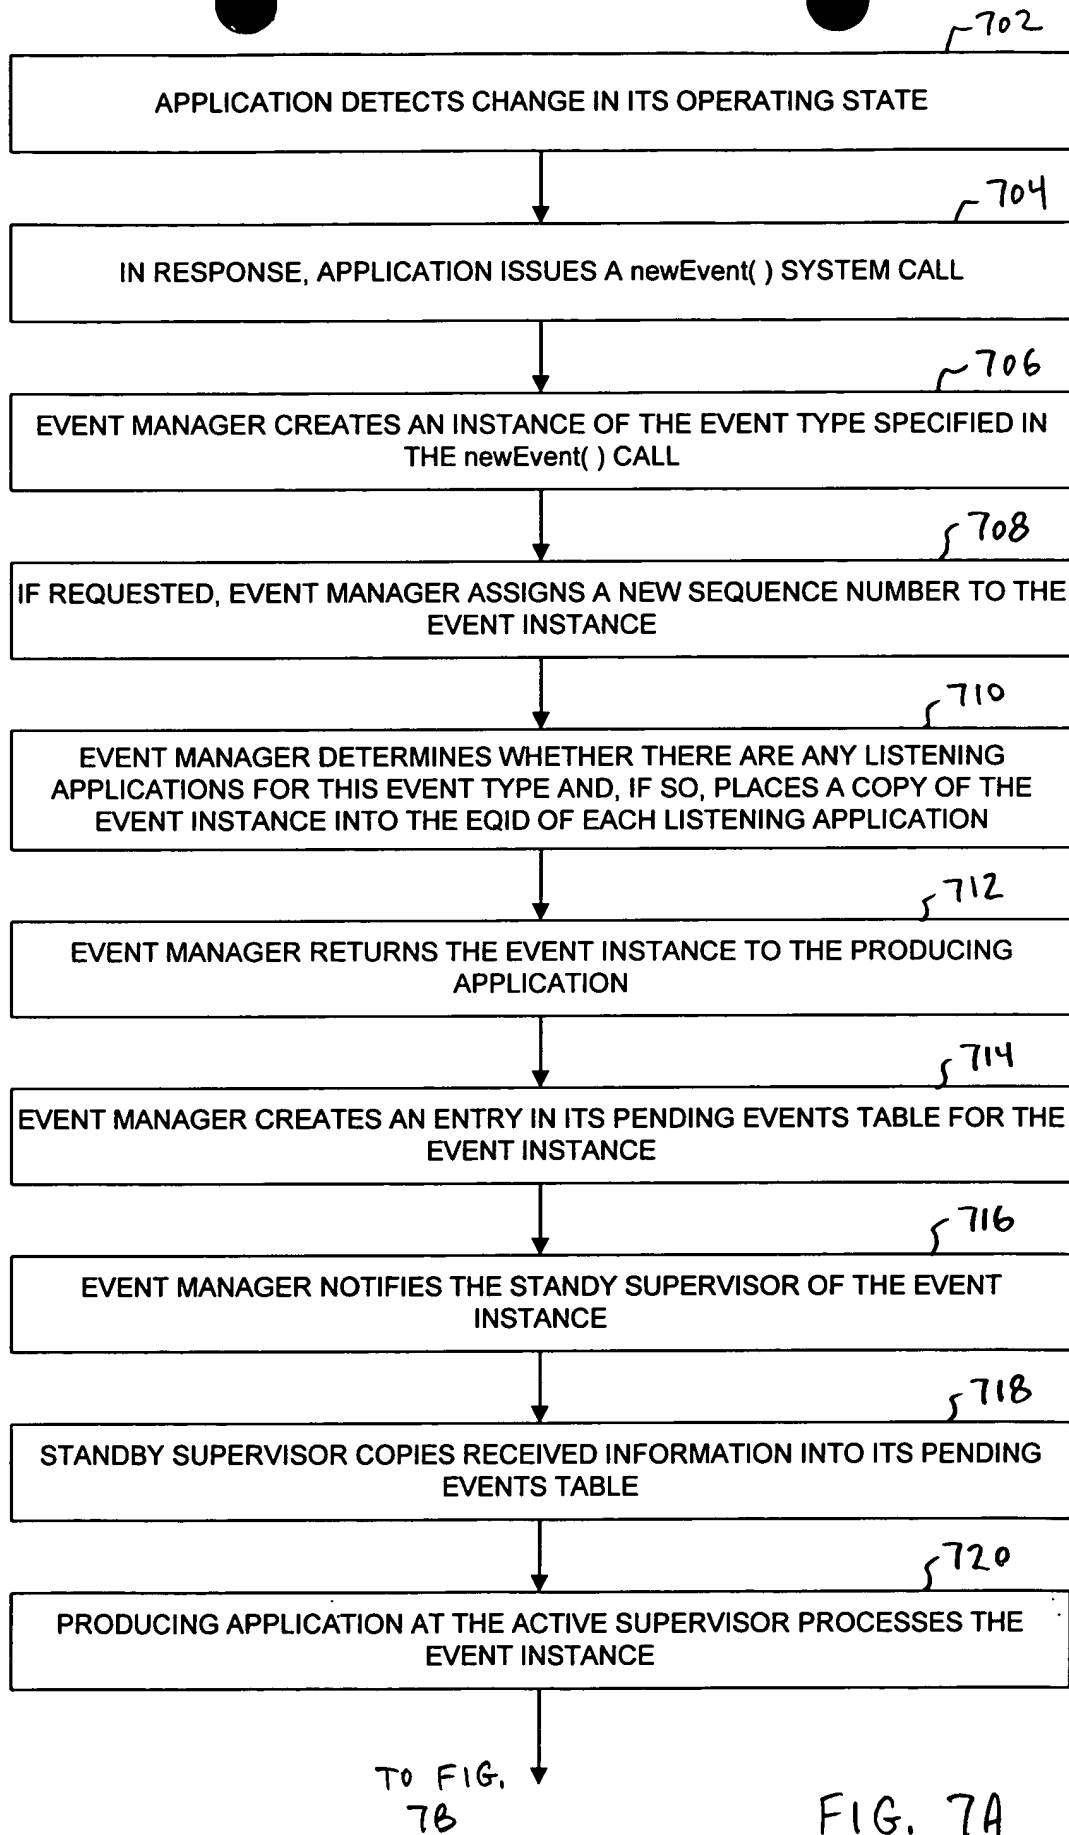 702
APPLICATION DETECTS CHANGE IN ITS OPERATING STATE
704
IN RESPONSE, APPLICATION ISSUES A newEvent( ) SYSTEM CALL
706
EVENT MANAGER CREATES AN INSTANCE OF THE EVENT TYPE SPECIFIED IN
THE newEvent( ) CALL
708
IF REQUESTED, EVENT MANAGER ASSIGNS A NEW SEQUENCE NUMBER TO THE
EVENT INSTANCE
710
EVENT MANAGER DETERMINES WHETHER THERE ARE ANY LISTENING
APPLICATIONS FOR THIS EVENT TYPE AND, IF SO, PLACES A COPY OF THE
EVENT INSTANCE INTO THE EQID OF EACH LISTENING APPLICATION
712
EVENT MANAGER RETURNS THE EVENT INSTANCE TO THE PRODUCING
APPLICATION
714
EVENT MANAGER CREATES AN ENTRY IN ITS PENDING EVENTS TABLE FOR THE
EVENT INSTANCE
716
EVENT MANAGER NOTIFIES THE STANDY SUPERVISOR OF THE EVENT
INSTANCE
718
STANDBY SUPERVISOR COPIES RECEIVED INFORMATION INTO ITS PENDING
EVENTS TABLE
720
PRODUCING APPLICATION AT THE ACTIVE SUPERVISOR PROCESSES THE
EVENT INSTANCE
TO FIG.
7B
FIG. 7A